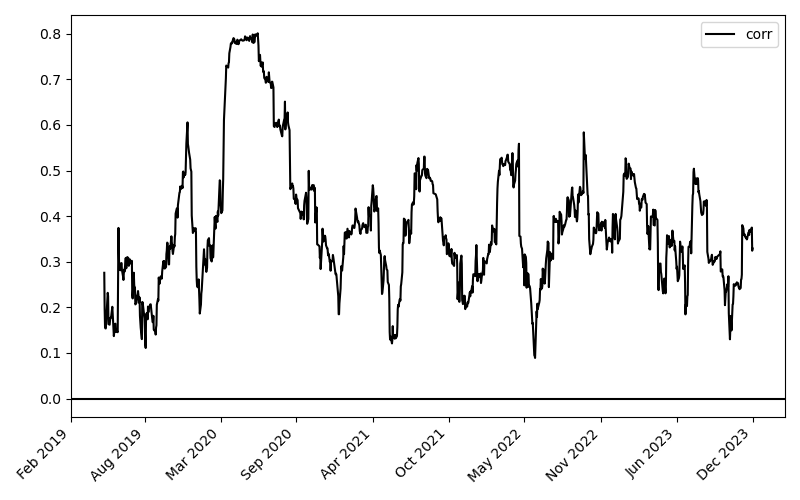 corr
0.8
0.7
0.6
0.5
0.4
0.3
0.2
0.1
0.0
Feb 2019
Aug 2019
Mar 2020
Sep 2020
Apr 2021
Oct 2021
May 2022
Nov 2022
Jun 2023
Dec 2023